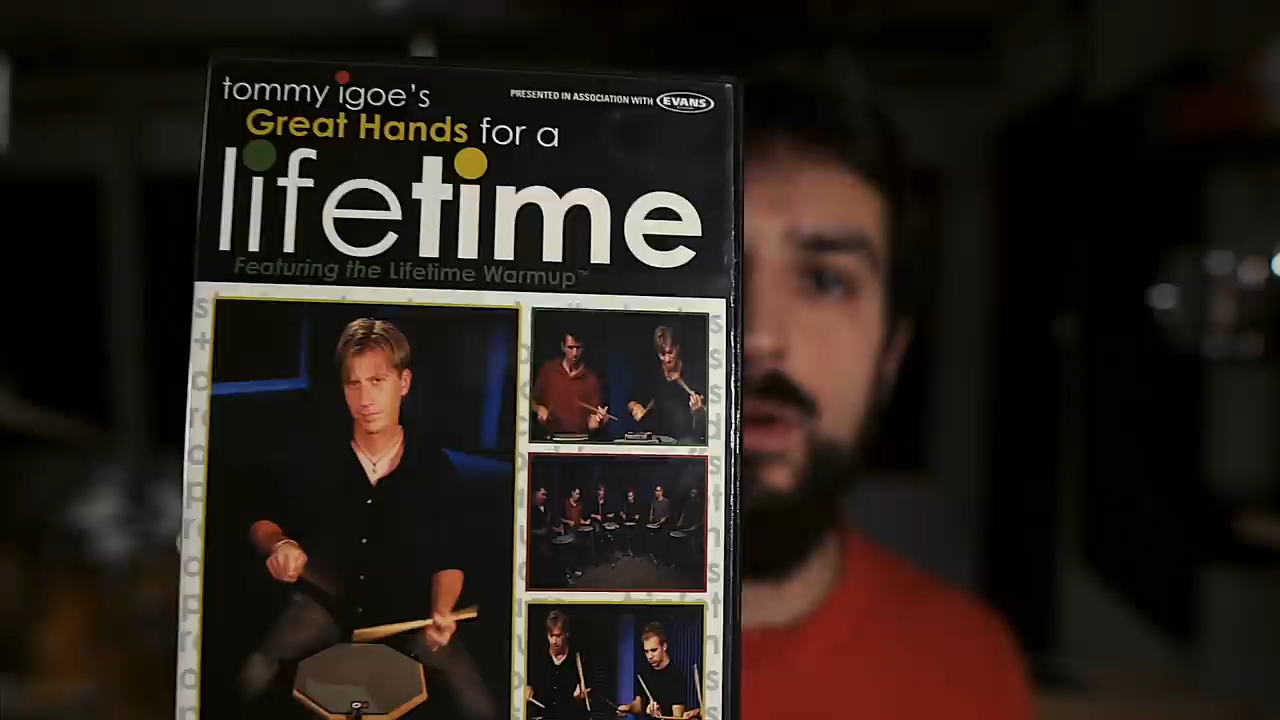 tommy igoe's
PRESENTED IN ASSOCIATION WITH EVANS
Great Hands for a
lifetime
Featuring the Lifetime Warmup™